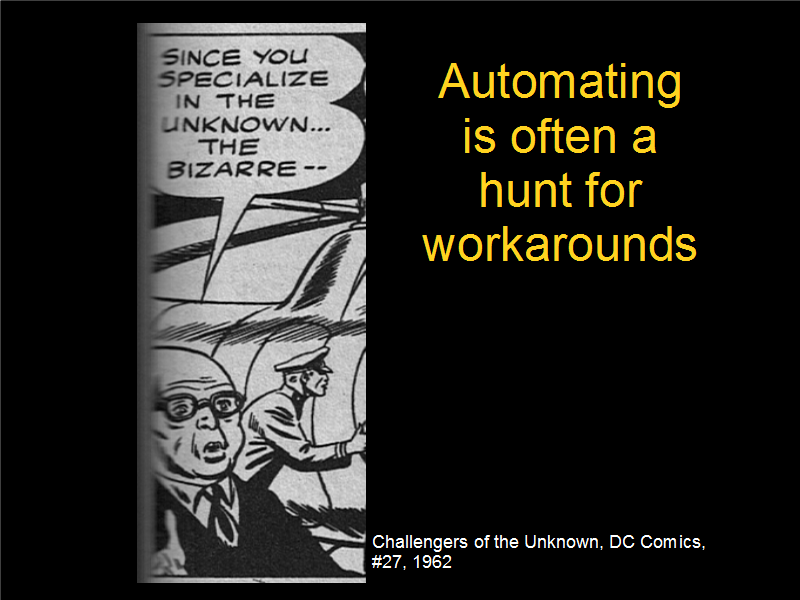 SINCE YOU
SPECIALIZE
IN THE
UNKNOWN...
THE
BIZARRE--
Automating
is often a
hunt for
workarounds
Challengers of the Unknown, DC Comics,
#27, 1962